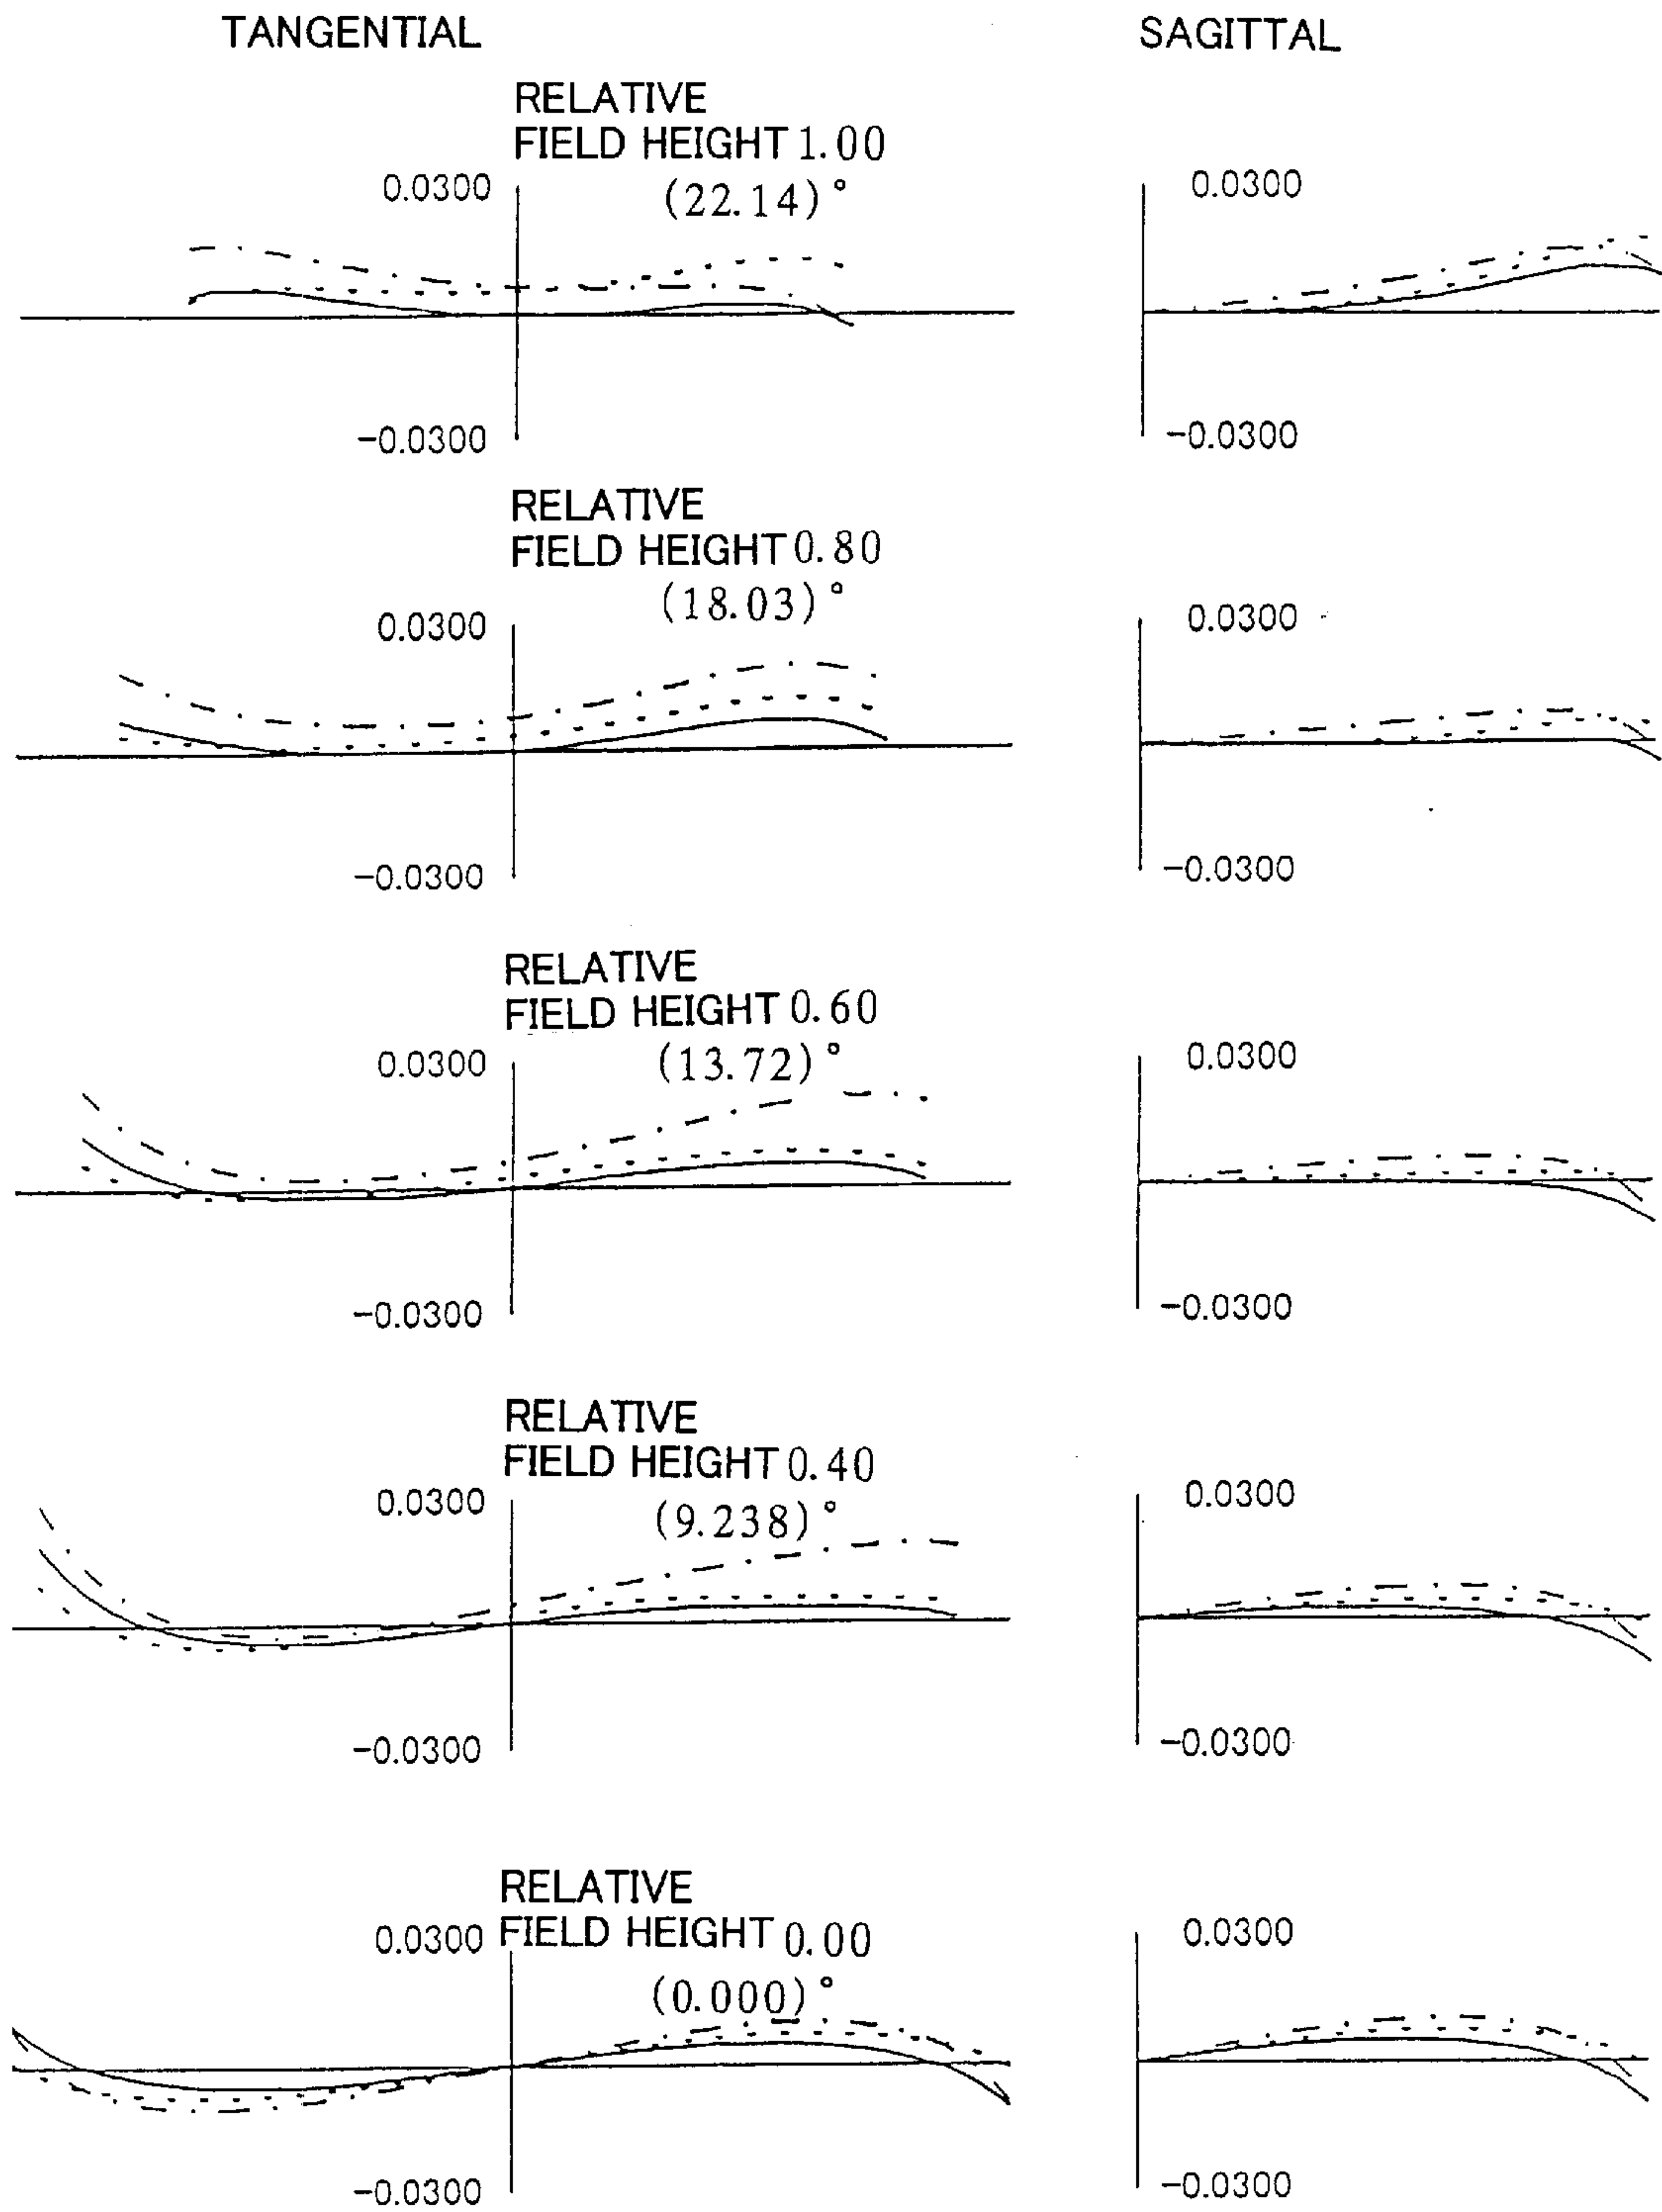 TANGENTIAL
SAGITTAL
RELATIVE
FIELD HEIGHT 1.00
(22.14)°
0.0300
0.0300
-0.0300
-0.0300
RELATIVE
FIELD HEIGHT 0.80
(18.03)°
0.0300
0.0300
-0.0300
-0.0300
RELATIVE
FIELD HEIGHT 0.60
(13.72)°
0.0300
0.0300
-0.0300
-0.0300
RELATIVE
FIELD HEIGHT 0.40
(9.238)°
0.0300
0.0300
-0.0300
-0.0300
RELATIVE
FIELD HEIGHT 0.00
(0.000)°
0.0300
0.0300
-0.0300
-0.0300